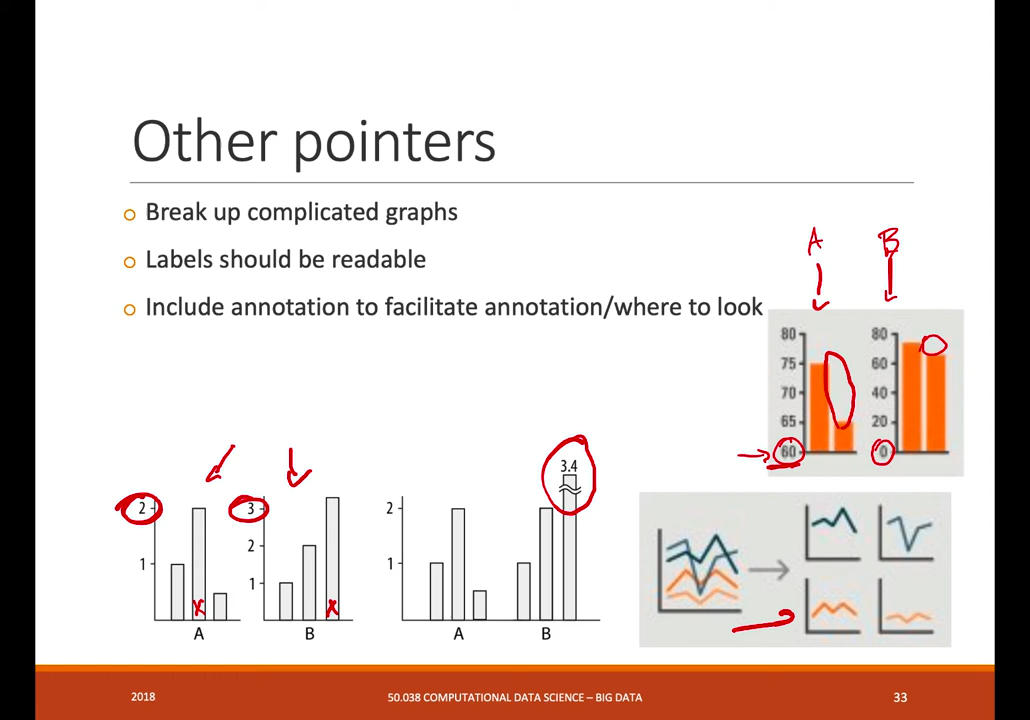 Other pointers
Break up complicated graphs
Labels should be readable
Include annotation to facilitate annotation/where to look
A B
80 80
75 60
70 40
65 20
60 0
2
1
A
3
2
1
B
2
1
3.4
A B
x x
2018 50.038 COMPUTATIONAL DATA SCIENCE – BIG DATA 33